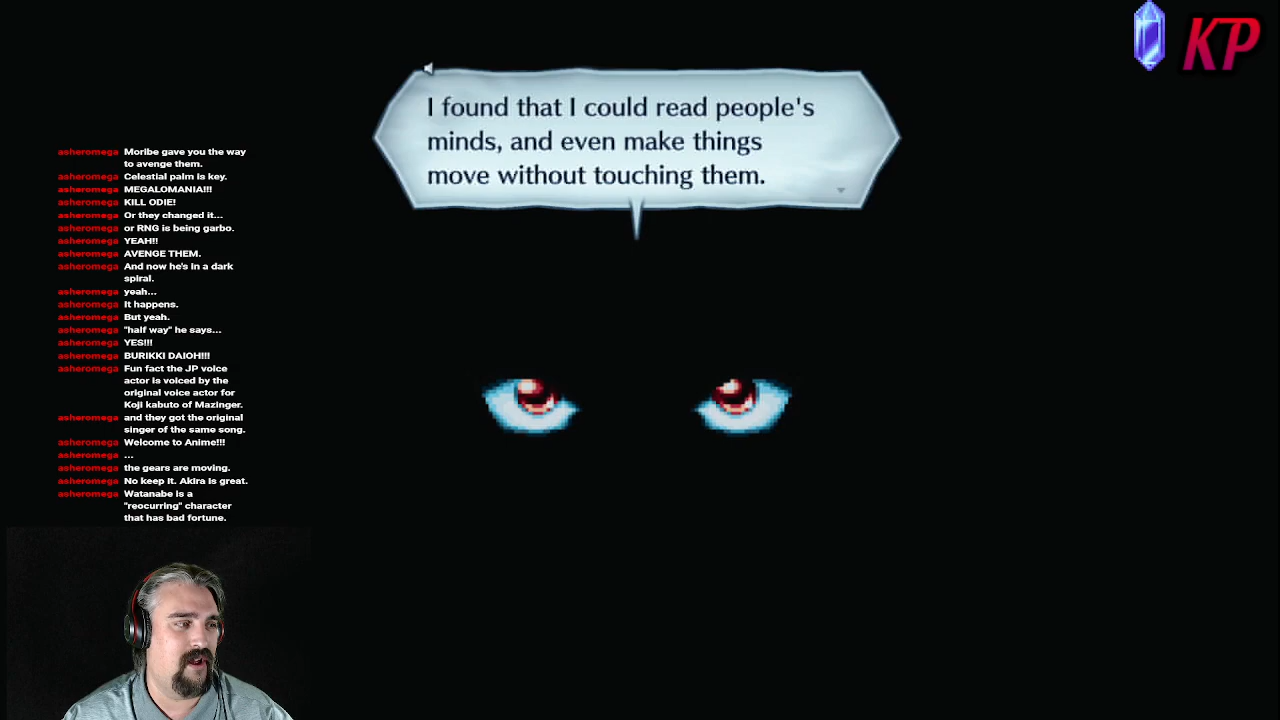 KP
I found that I could read people's
minds, and even make things
move without touching them.
asheromega Moribe gave you the way
to avenge them.
asheromega Celestial palm is key.
asheromega MEGALOMANIA!!!
asheromega KILL ODIE!
asheromega Or they changed it...
asheromega or RNG is being garbo.
asheromega YEAH!!
asheromega AVENGE THEM.
asheromega And now he's in a dark
spiral.
asheromega yeah...
asheromega It happens.
asheromega But yeah.
asheromega "half way" he says...
asheromega YES!!!
asheromega BURIKKI DAIOH!!!
asheromega Fun fact the JP voice
actor is voiced by the
original voice actor for
Koji kabuto of Mazinger.
asheromega and they got the original
singer of the same song.
asheromega Welcome to Anime!!!
asheromega ...
asheromega the gears are moving.
asheromega No keep it. Akira is great.
asheromega Watanabe is a
"reocurring" character
that has bad fortune.